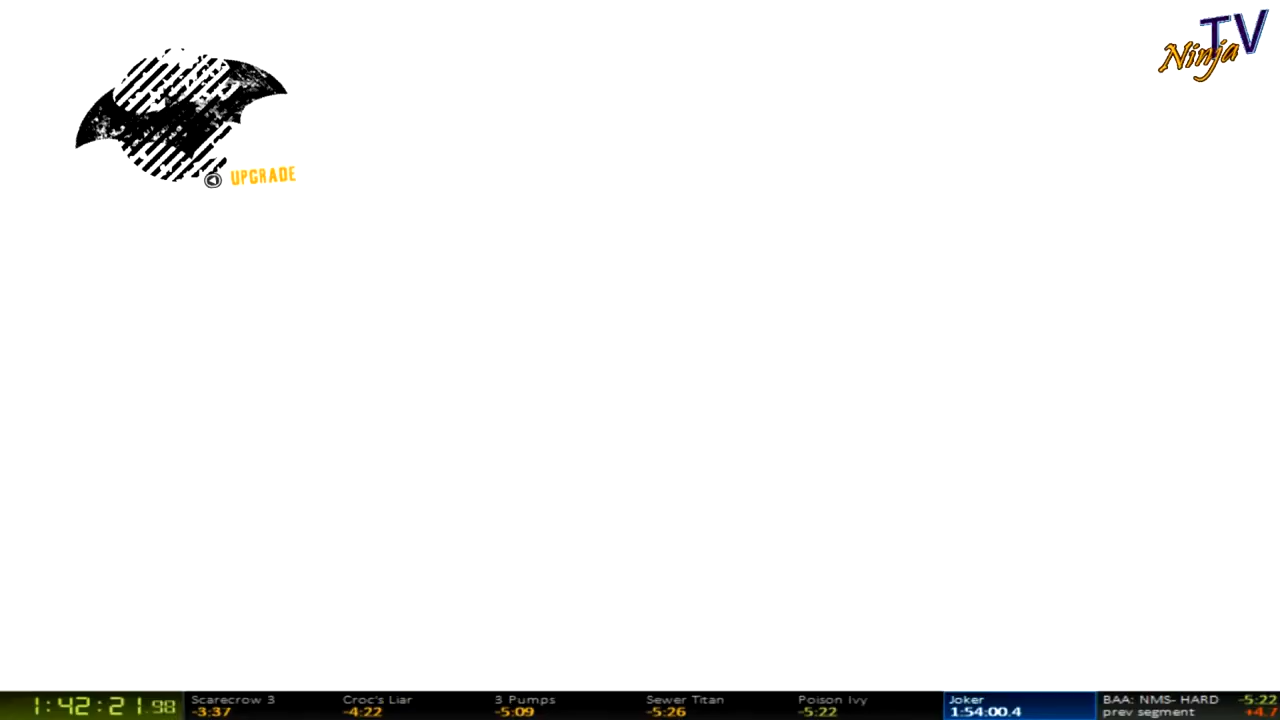 TV
Ninja
UPGRADE
1:42:21.98
Scarecrow 3
-3:37
Croc's Liar
-4:22
3 Pumps
-5:09
Sewer Titan
-5:26
Poison Ivy
-5:22
Joker
1:54:00.4
BAA: NMS- HARD -5:22
prev segment +4.7